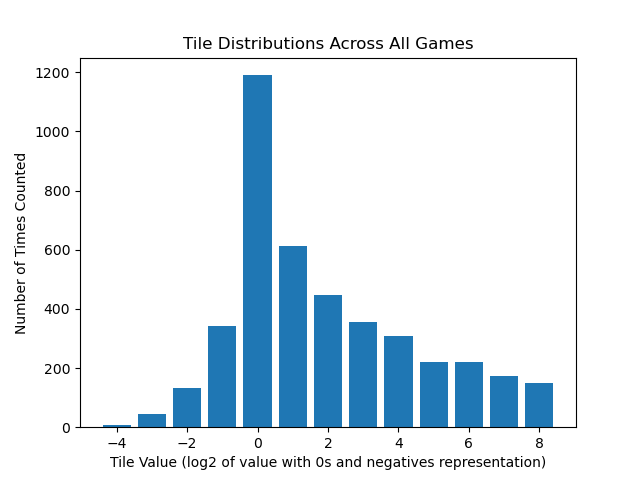 Tile Distributions Across All Games
1200
1000
800
600
400
200
0
Number of Times Counted
−4 −2 0 2 4 6 8
Tile Value (log2 of value with 0s and negatives representation)